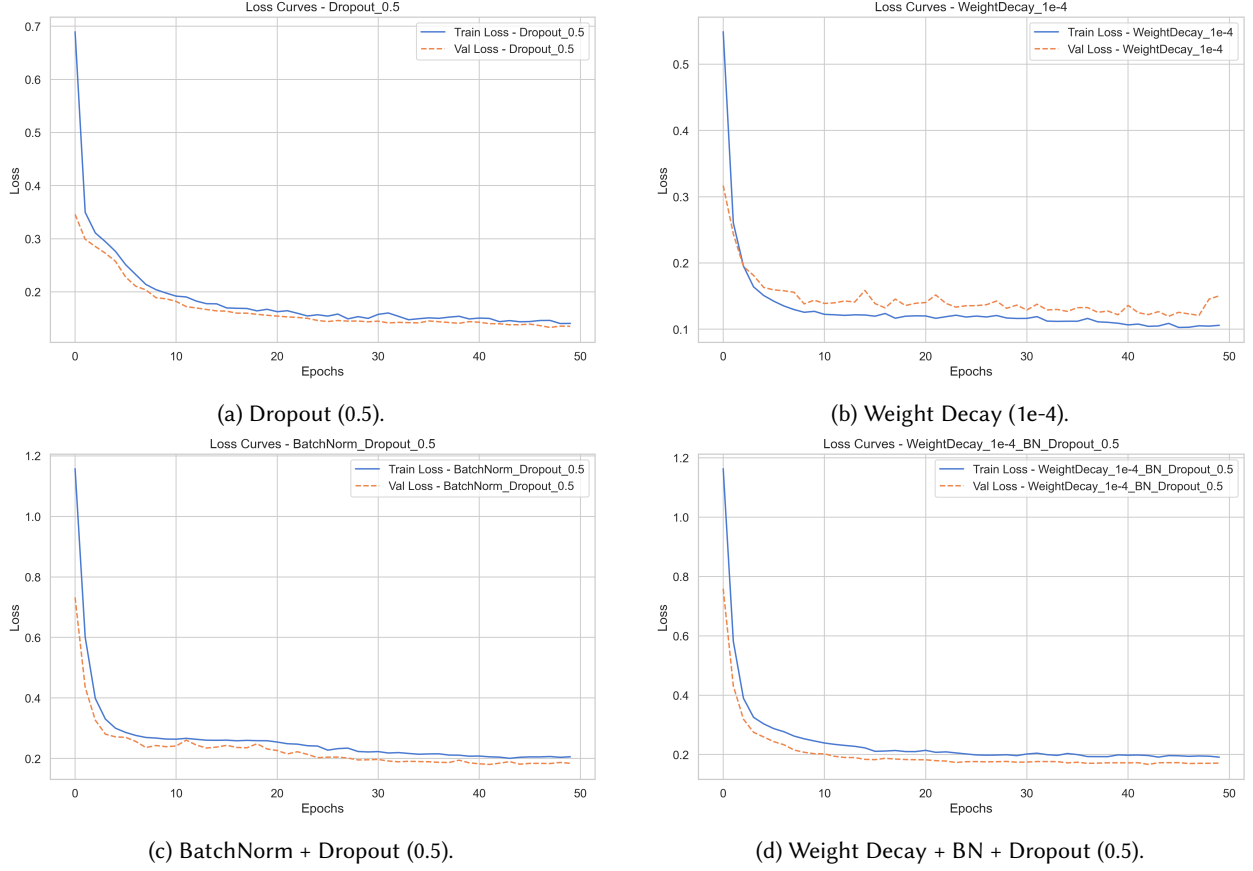 Loss Curves - Dropout_0.5
Train Loss - Dropout_0.5
Val Loss - Dropout_0.5
0.7
0.6
0.5
0.4
0.3
0.2
Loss
0
10
20
30
40
50
Epochs
(a) Dropout (0.5).
Loss Curves - WeightDecay_1e-4
Train Loss - WeightDecay_1e-4
Val Loss - WeightDecay_1e-4
0.5
0.4
0.3
0.2
0.1
Loss
0
10
20
30
40
50
Epochs
(b) Weight Decay (1e-4).
Loss Curves - BatchNorm_Dropout_0.5
Train Loss - BatchNorm_Dropout_0.5
Val Loss - BatchNorm_Dropout_0.5
1.2
1.0
0.8
0.6
0.4
0.2
Loss
0
10
20
30
40
50
Epochs
(c) BatchNorm + Dropout (0.5).
Loss Curves - WeightDecay_1e-4_BN_Dropout_0.5
Train Loss - WeightDecay_1e-4_BN_Dropout_0.5
Val Loss - WeightDecay_1e-4_BN_Dropout_0.5
1.2
1.0
0.8
0.6
0.4
0.2
Loss
0
10
20
30
40
50
Epochs
(d) Weight Decay + BN + Dropout (0.5).